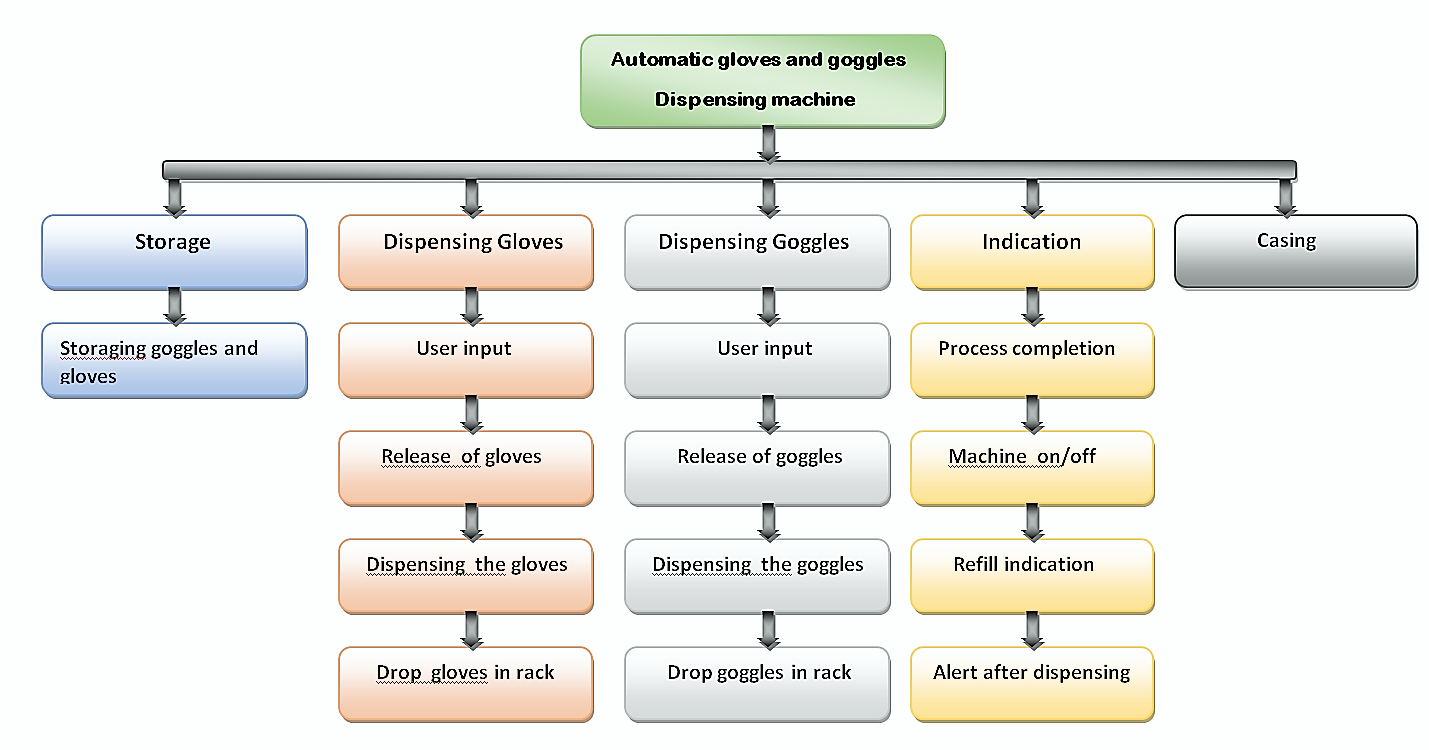 Automatic gloves and goggles
Dispensing machine
Storage
Dispensing Gloves
Dispensing Goggles
Indication
Casing
Storaging goggles and
gloves
User input
User input
Process completion
Release of gloves
Release of goggles
Machine on/off
Dispensing the gloves
Dispensing the goggles
Refill indication
Drop gloves in rack
Drop goggles in rack
Alert after dispensing